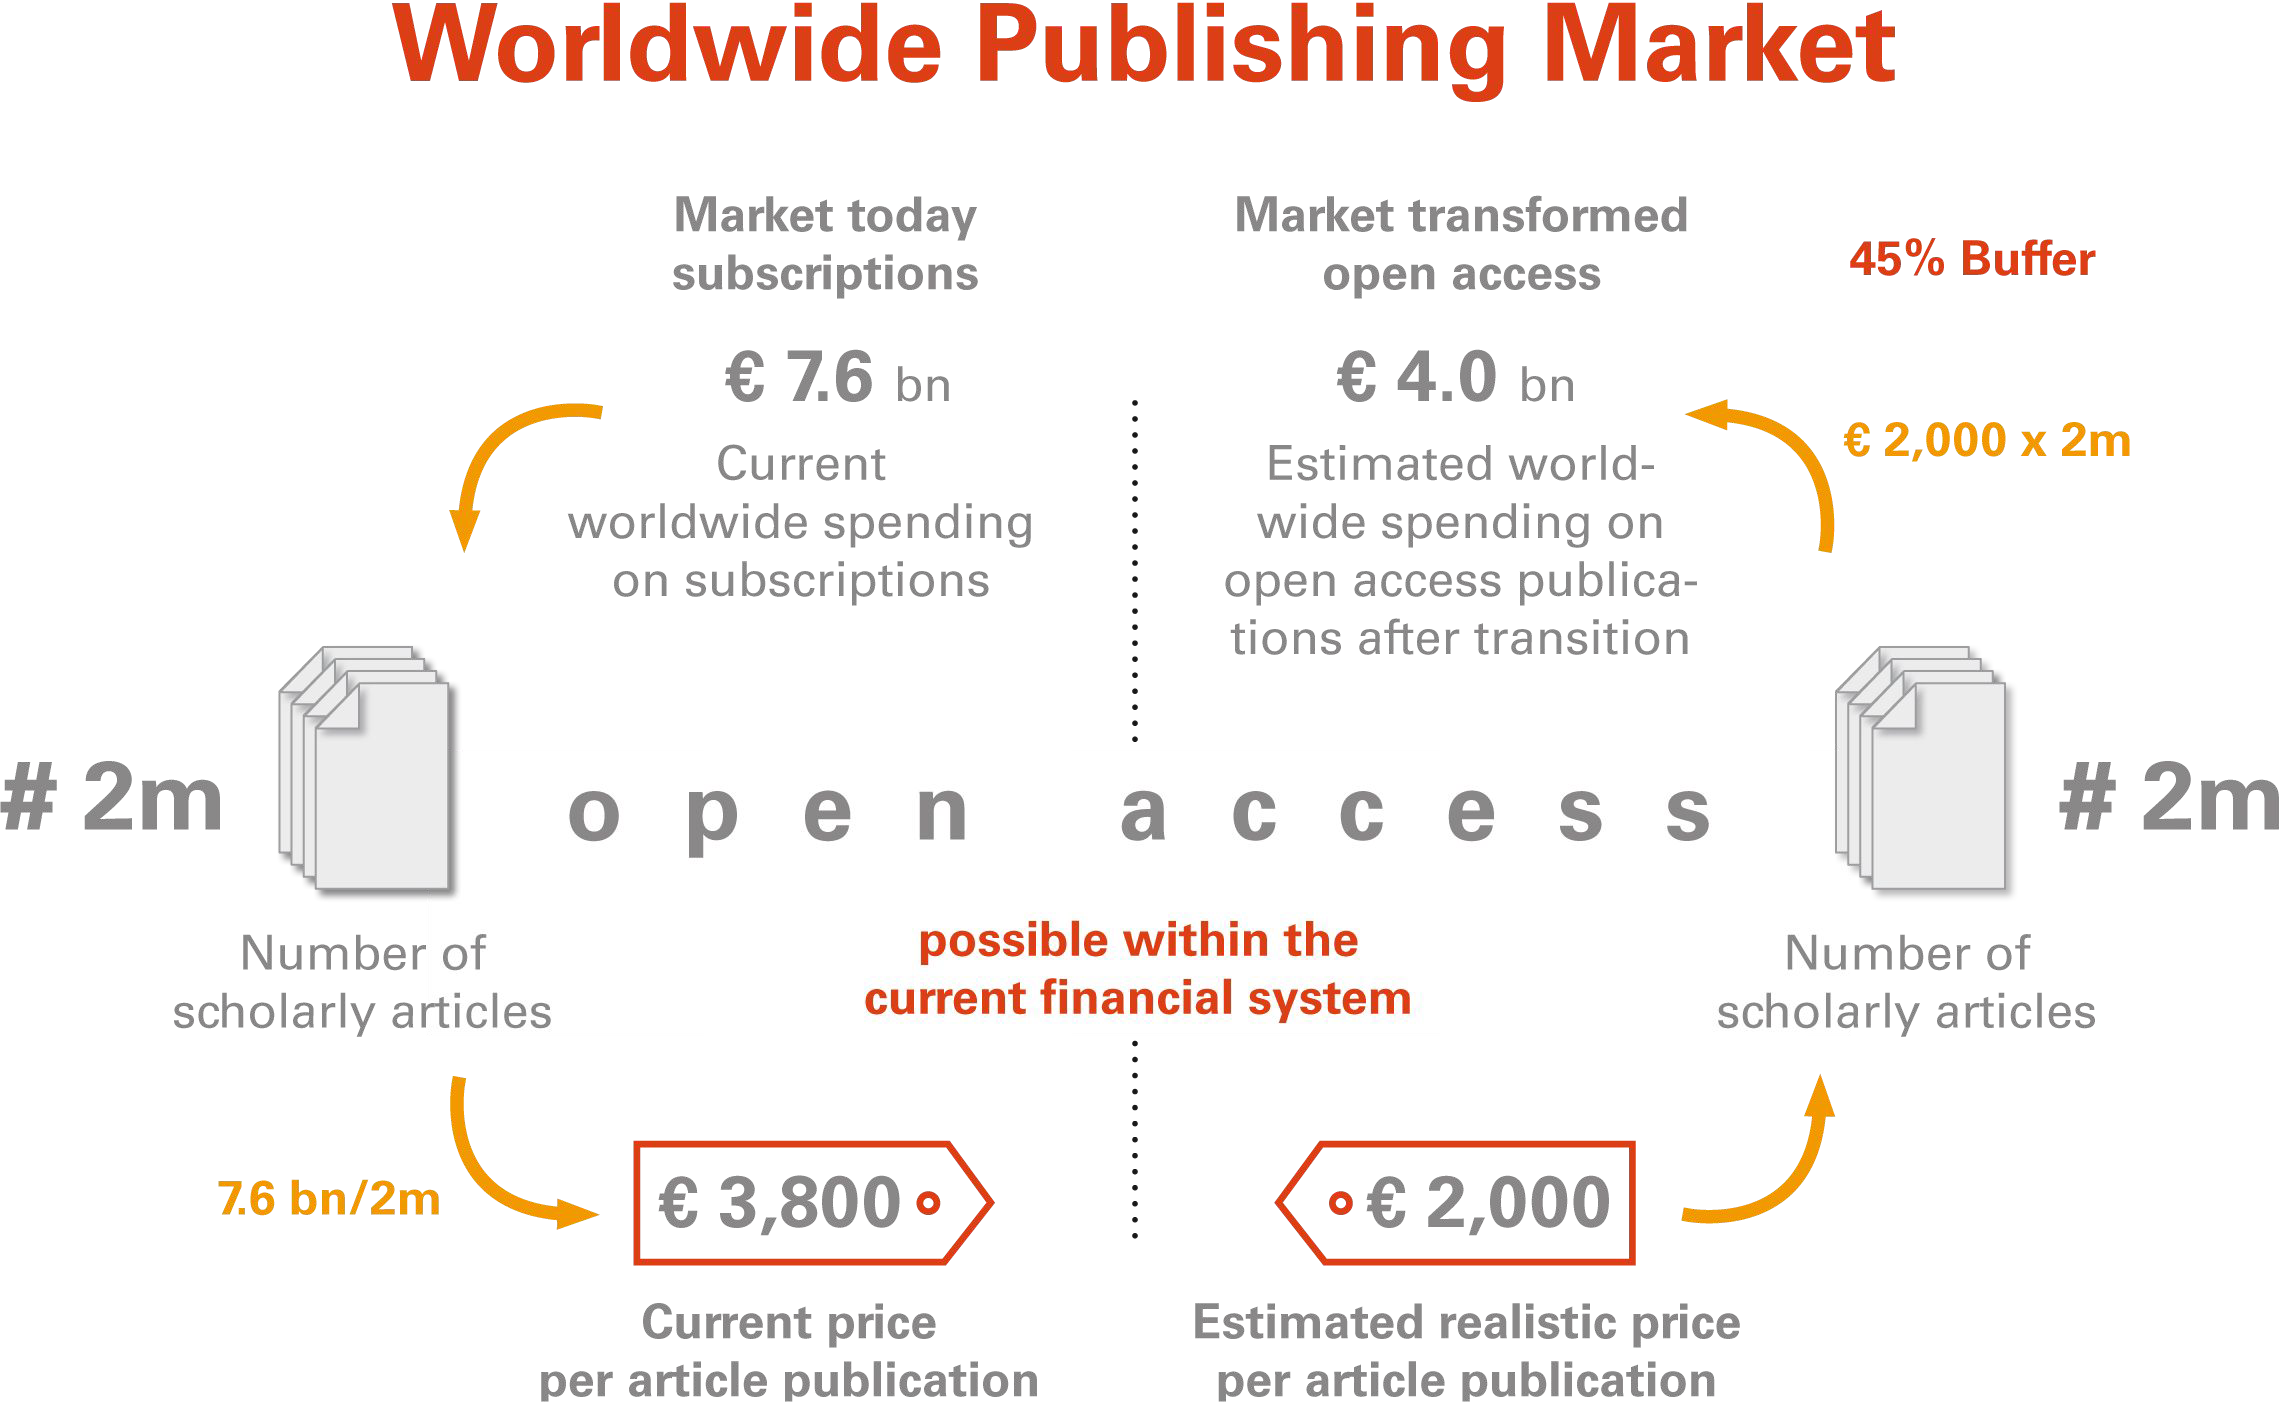 Worldwide Publishing Market
Market today
subscriptions
€ 7.6 bn
Current
worldwide spending
on subscriptions
Market transformed
open access
€ 4.0 bn
Estimated world-
wide spending on
open access publica-
tions after transition
45% Buffer
€ 2,000 x 2m
# 2m
Number of
scholarly articles
open access
possible within the
current financial system
# 2m
Number of
scholarly articles
7.6 bn/2m
€ 3,800
Current price
per article publication
€ 2,000
Estimated realistic price
per article publication